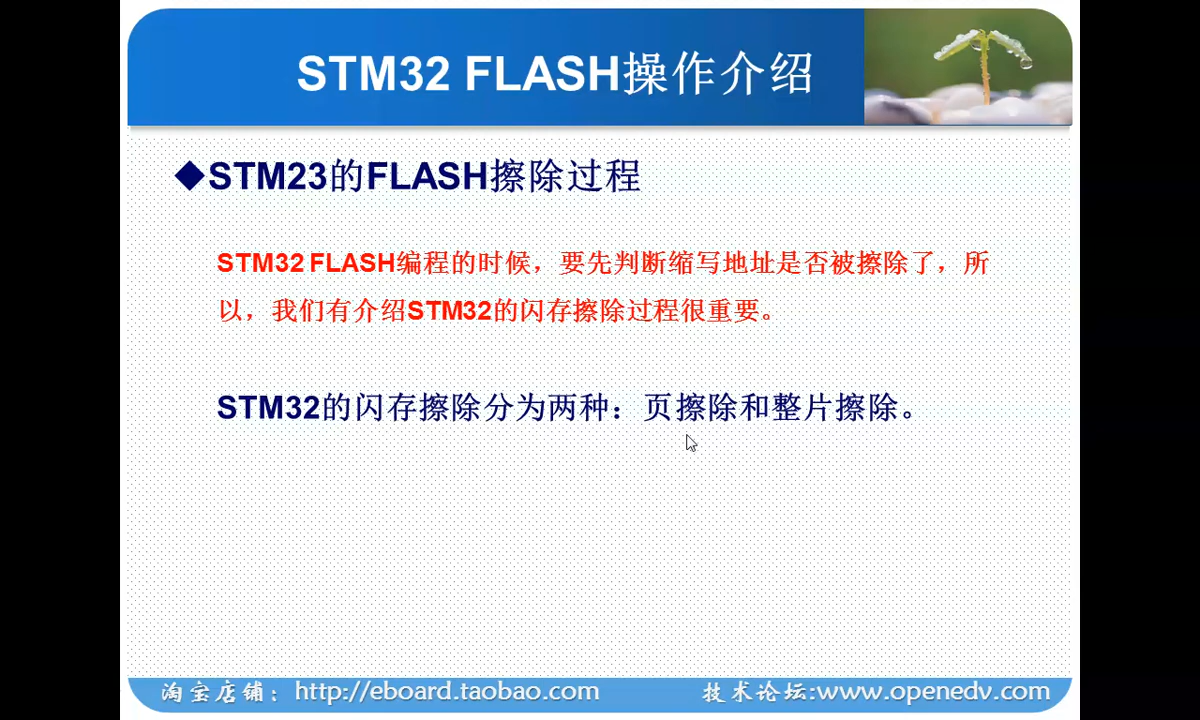 STM32 FLASH操作介绍
◆STM23的FLASH擦除过程
STM32 FLASH编程的时候，要先判断缩写地址是否被擦除了，所
以，我们有介绍STM32的闪存擦除过程很重要。
STM32的闪存擦除分为两种：页擦除和整片擦除。
淘宝店铺：http://eboard.taobao.com 技术论坛:www.openedv.com